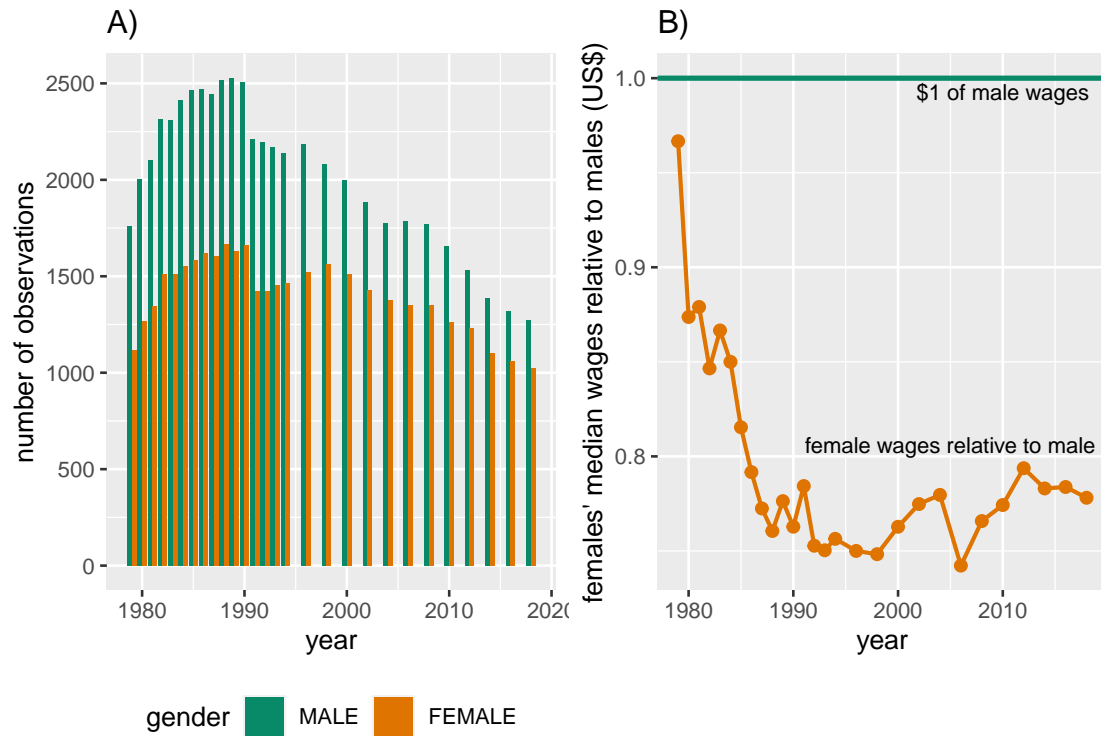 A)
number of observations
2500
2000
1500
1000
500
0
1980 1990 2000 2010 2020
year
B)
females' median wages relative to males (US$)
1.0
0.9
0.8
$1 of male wages
female wages relative to male
1980 1990 2000 2010
year
gender MALE FEMALE